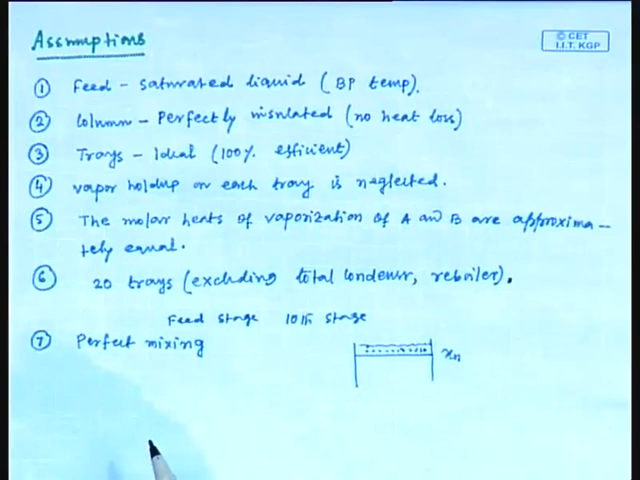 Assumptions
© CET
I.I.T. KGP
① Feed - saturated liquid (BP temp).
② Column - Perfectly insulated (no heat loss)
③ Trays - Ideal (100% efficient)
④ vapor holdup on each tray is neglected.
⑤ The molar heats of vaporization of A and B are approxima-
tely equal.
⑥ 20 trays (excluding total condenser, reboiler).
Feed stage 10th stage
⑦ Perfect mixing
xn